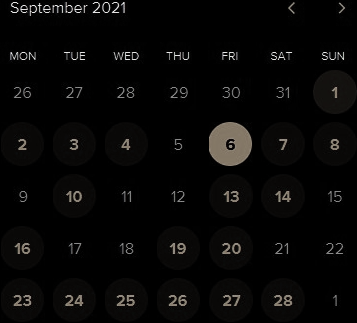 September 2021
MON TUE WED THU FRI SAT SUN
26 27 28 29 30 31 1
2 3 4 5 6 7 8
9 10 11 12 13 14 15
16 17 18 19 20 21 22
23 24 25 26 27 28 1